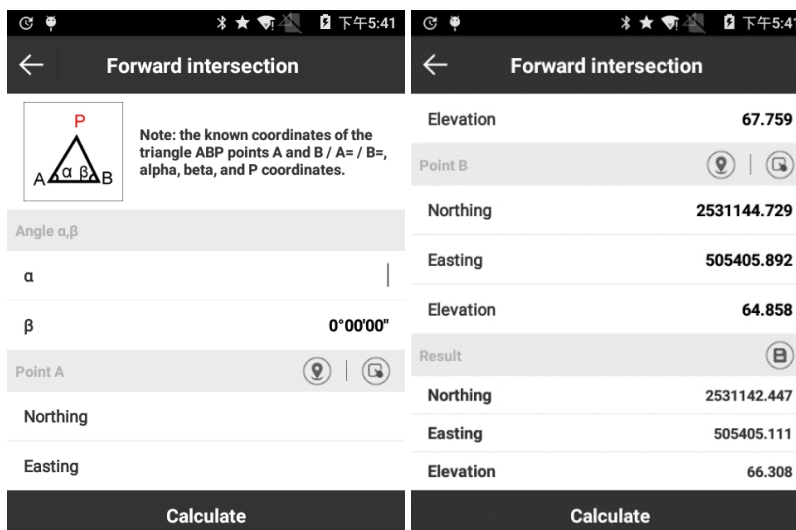 下午5:41
Forward intersection
P
A α β B
Note: the known coordinates of the
triangle ABP points A and B / A= / B=,
alpha, beta, and P coordinates.
Angle α,β
α
β 0°00'00"
Point A
Northing
Easting
Calculate
下午5:41
Forward intersection
Elevation 67.759
Point B
Northing 2531144.729
Easting 505405.892
Elevation 64.858
Result
Northing 2531142.447
Easting 505405.111
Elevation 66.308
Calculate